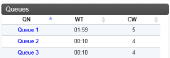 Queues
QN WT CW
Queue 1 01:59 5
Queue 2 00:10 4
Queue 3 00:10 4